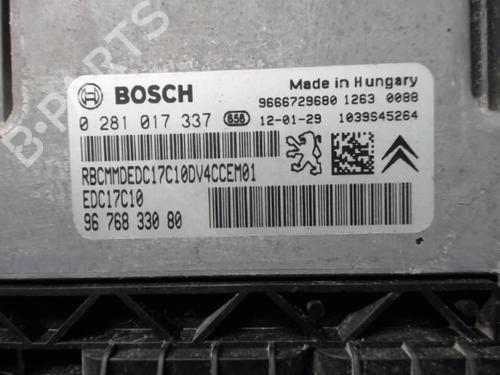 BOSCH
Made in Hungary
9666729680 1263 0088
0 281 017 337 656 12-01-29 1039S45264
RBCMMDEDC17C10DV4CCEM01
EDC17C10
96 768 330 80
B-PARTS